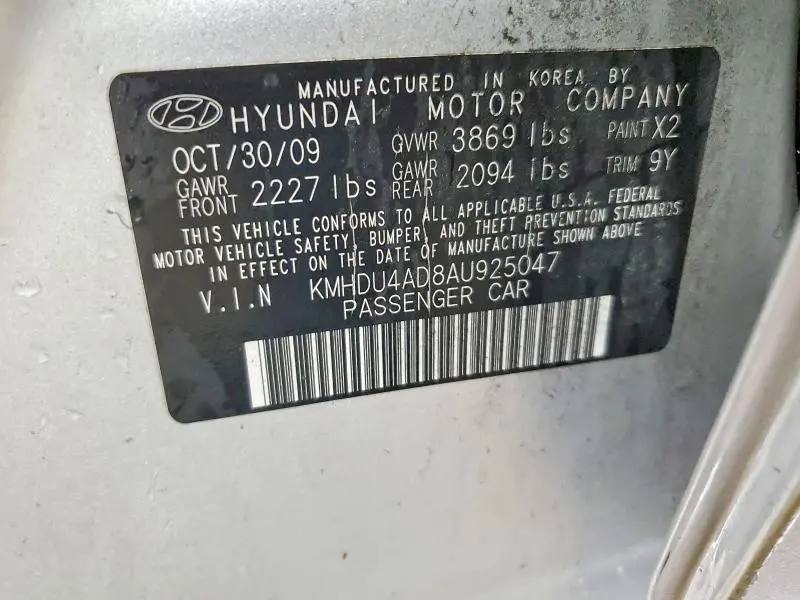 MANUFACTURED IN KOREA BY
HYUNDAI MOTOR COMPANY
OCT/30/09 GVWR 3869 lbs PAINT X2
GAWR FRONT 2227 lbs GAWR REAR 2094 lbs TRIM 9Y
THIS VEHICLE CONFORMS TO ALL APPLICABLE U.S.A. FEDERAL
MOTOR VEHICLE SAFETY, BUMPER, AND THEFT PREVENTION STANDARDS
IN EFFECT ON THE DATE OF MANUFACTURE SHOWN ABOVE
V.I.N KMHDU4AD8AU925047
PASSENGER CAR